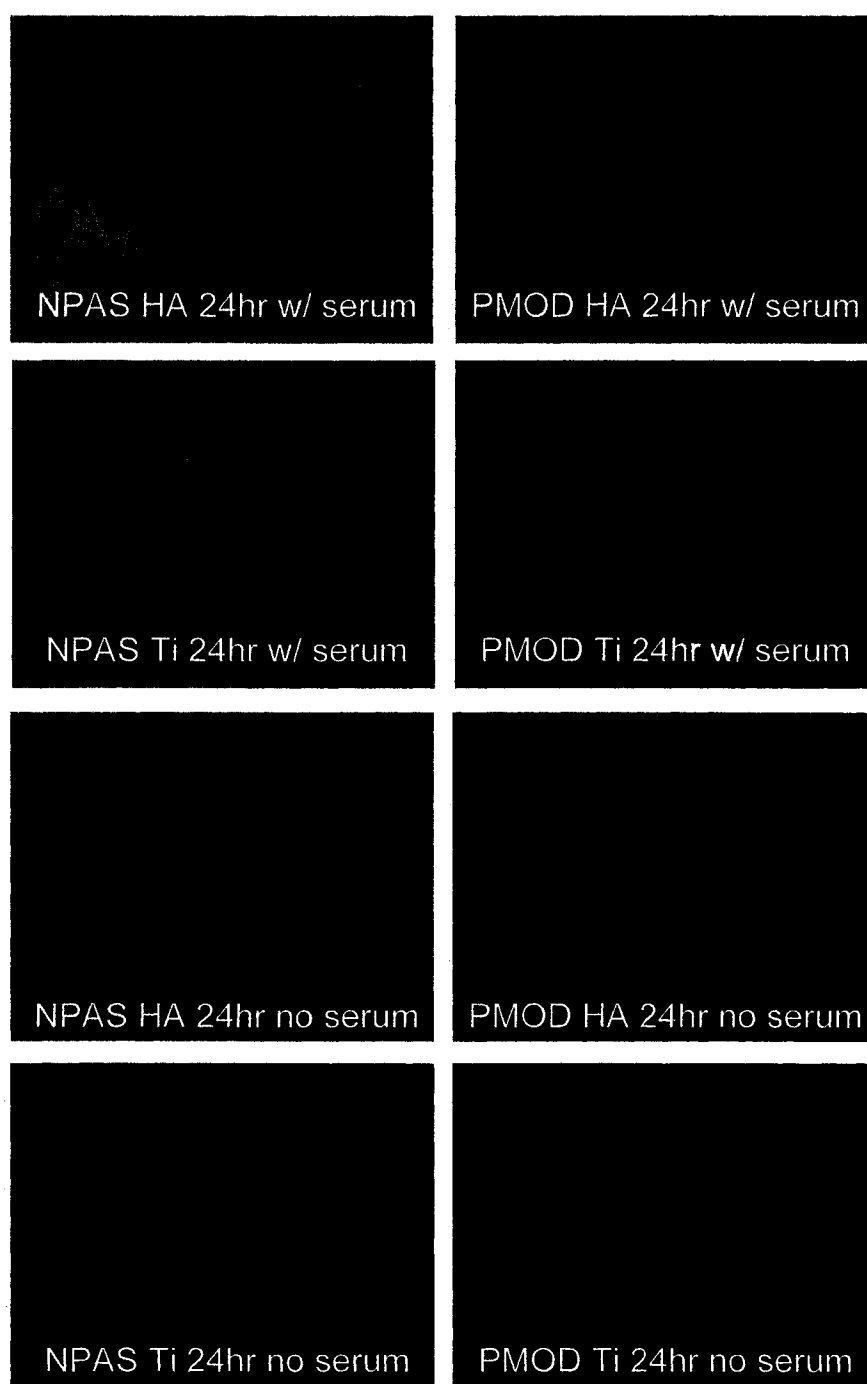 NPAS HA 24hr w/ serum
PMOD HA 24hr w/ serum
NPAS Ti 24hr w/ serum
PMOD Ti 24hr w/ serum
NPAS HA 24hr no serum
PMOD HA 24hr no serum
NPAS Ti 24hr no serum
PMOD Ti 24hr no serum